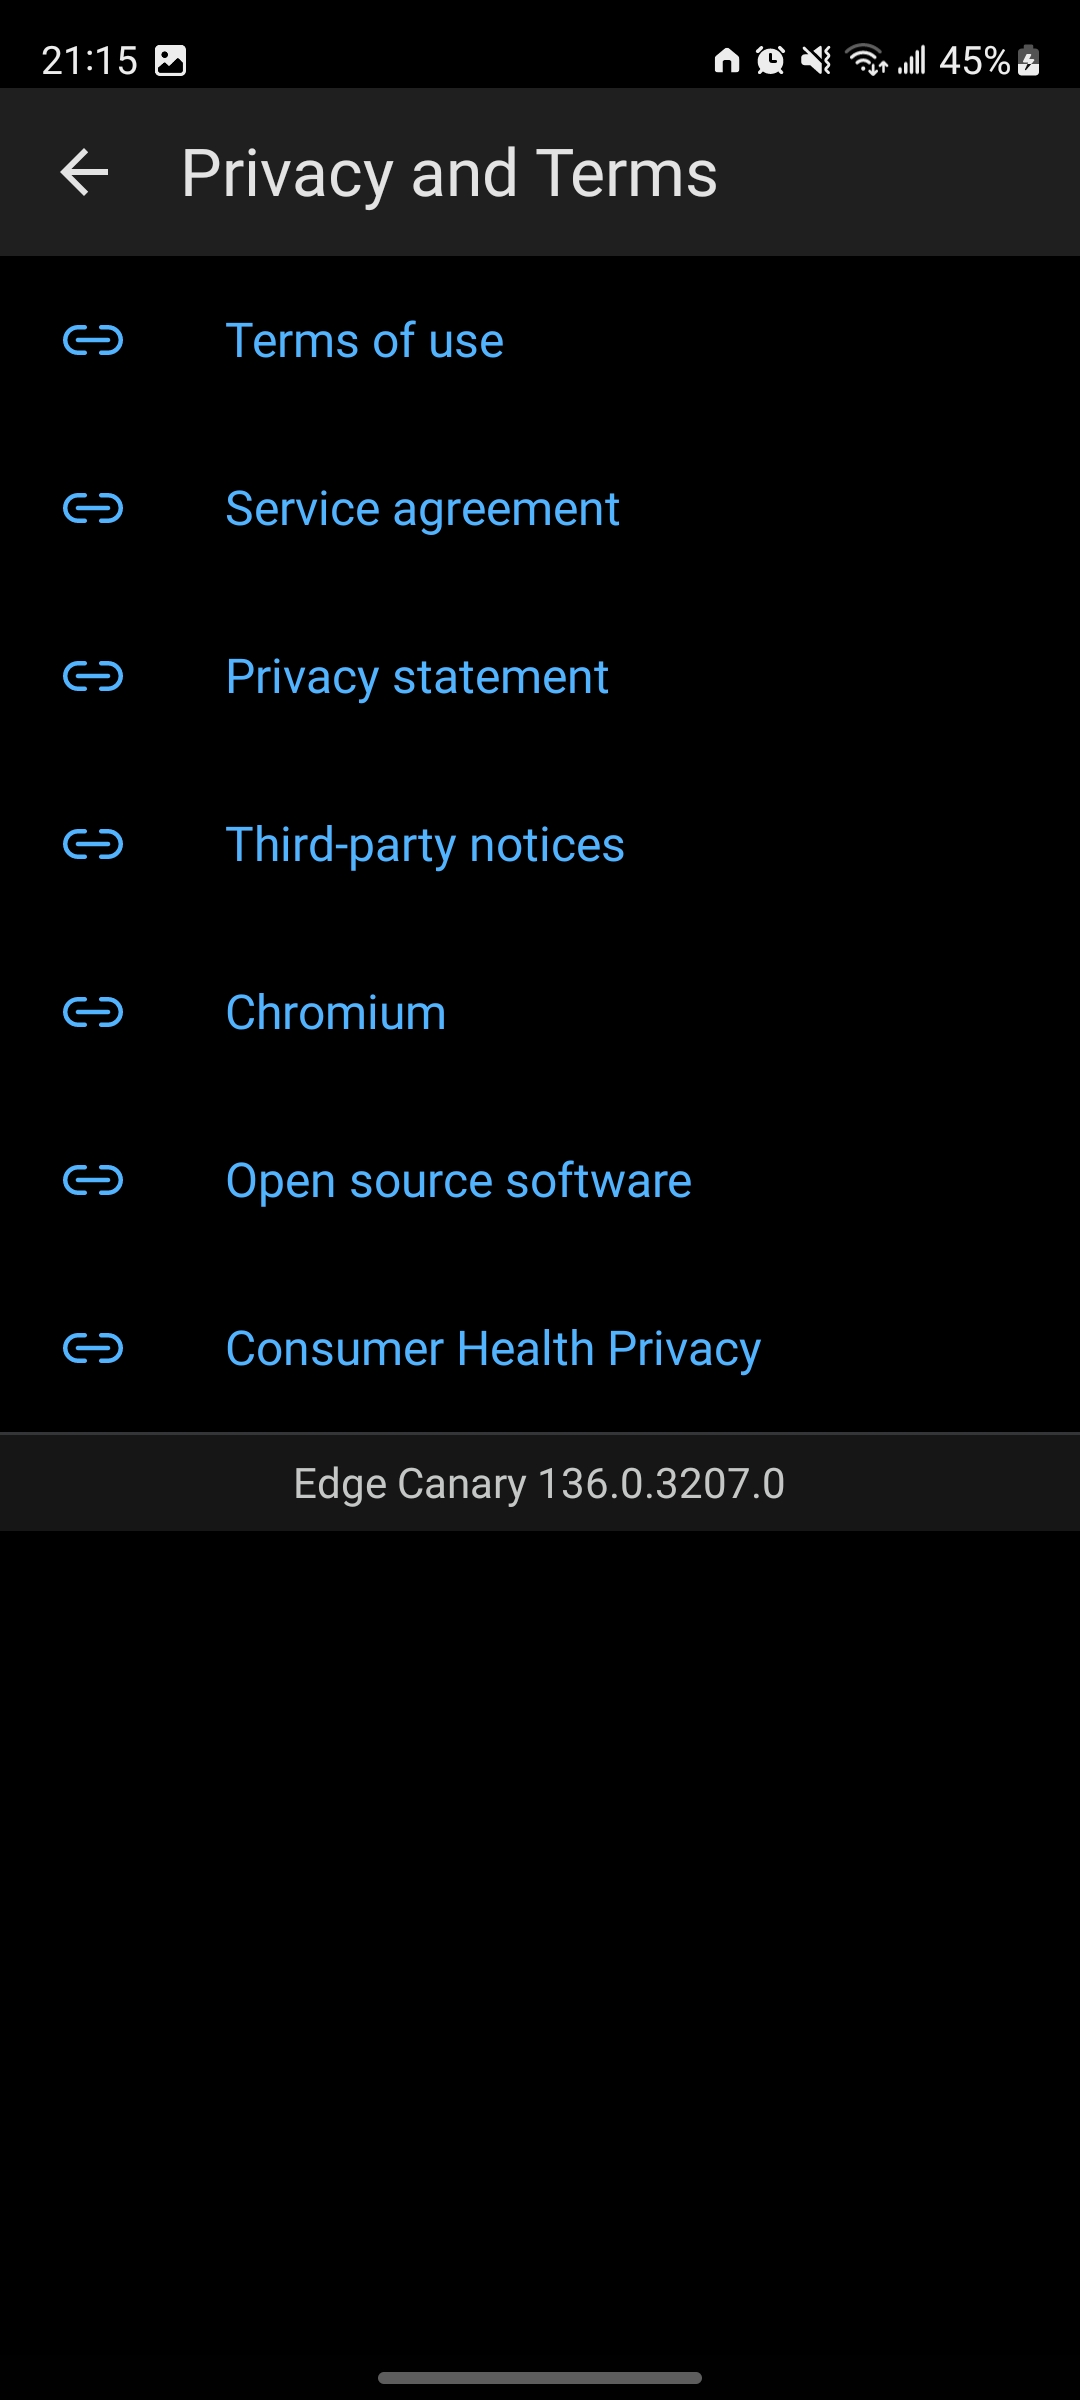 21:15
45%
Privacy and Terms
Terms of use
Service agreement
Privacy statement
Third-party notices
Chromium
Open source software
Consumer Health Privacy
Edge Canary 136.0.3207.0